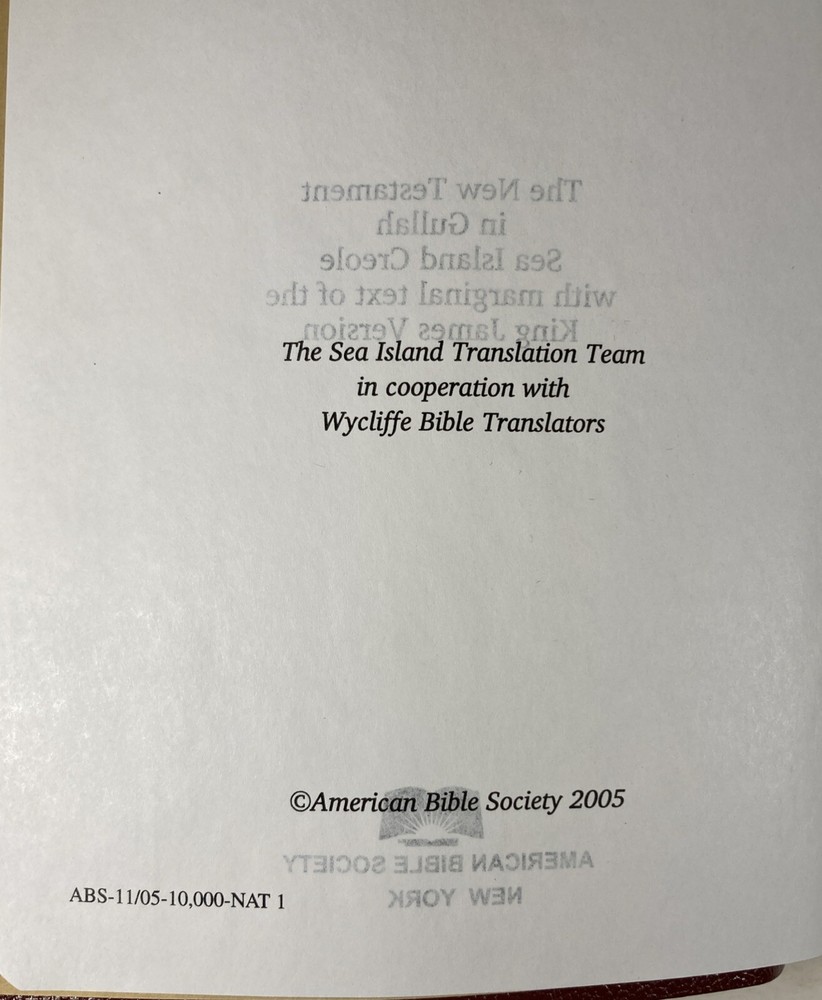 The New Testament
in Gullah
Sea Island Creole
with marginal text of the
King James Version
The Sea Island Translation Team
in cooperation with
Wycliffe Bible Translators
©American Bible Society 2005
AMERICAN BIBLE SOCIETY
NEW YORK
ABS-11/05-10,000-NAT 1